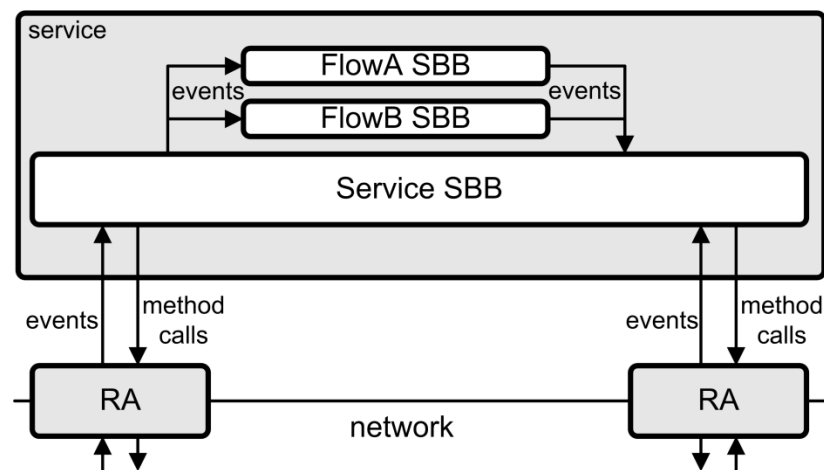 service
FlowA SBB
events
events
FlowB SBB
Service SBB
events
method
calls
events
method
calls
RA
RA
network